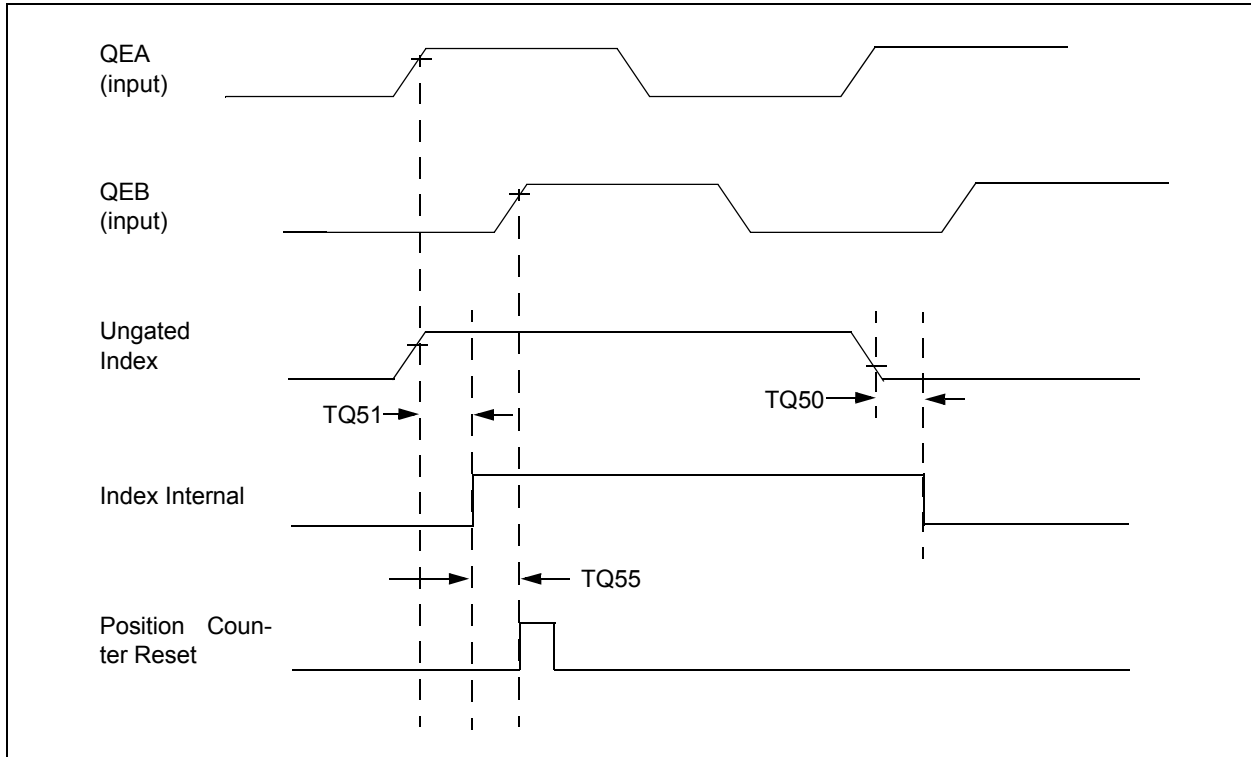 QEA
(input)
QEB
(input)
Ungated
Index
TQ51
TQ50
Index Internal
TQ55
Position Coun-
ter Reset